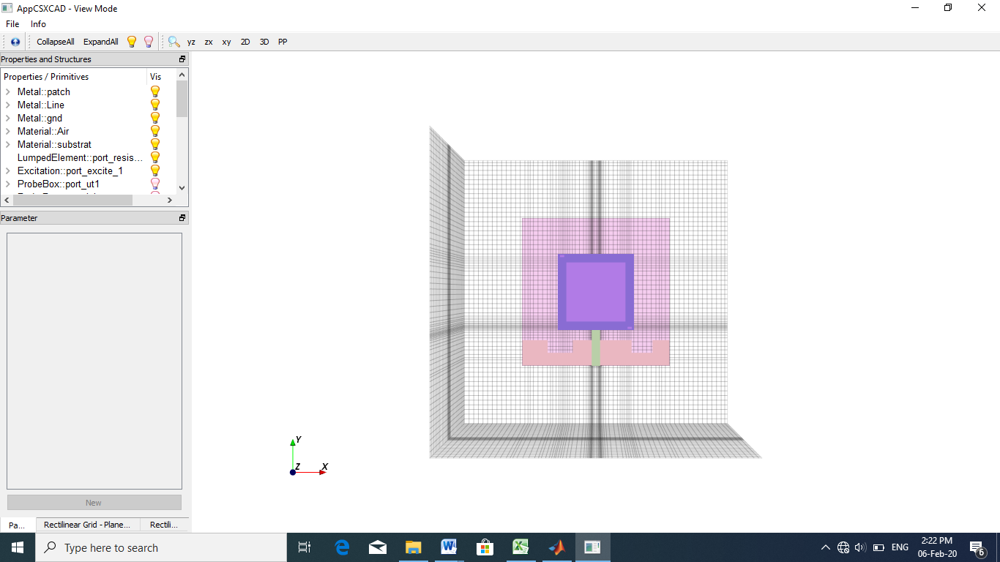 AppCSXCAD - View Mode
File Info
CollapseAll ExpandAll yz zx xy 2D 3D PP
Properties and Structures
Properties / Primitives Vis
Metal::patch
Metal::Line
Metal::gnd
Material::Air
Material::substrat
LumpedElement::port_resis...
Excitation::port_excite_1
ProbeBox::port_ut1
Parameter
Y
Z X
New
Pa... Rectilinear Grid - Plane... Rectili...
Type here to search
ENG
2:22 PM
06-Feb-20
6